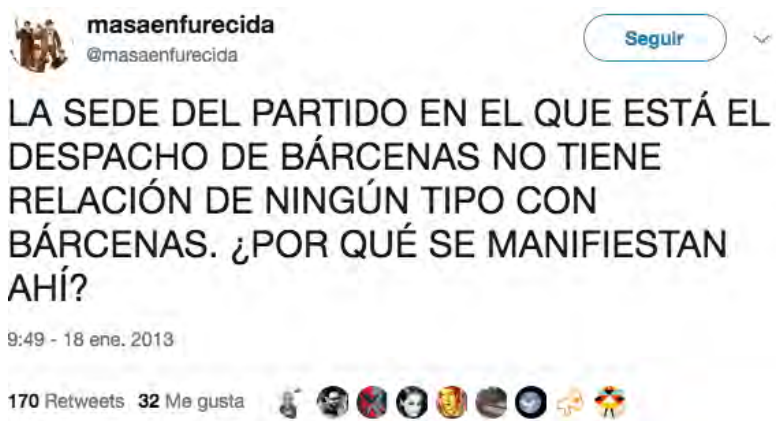 masaenfurecida
@masaenfurecida
Seguir
LA SEDE DEL PARTIDO EN EL QUE ESTÁ EL
DESPACHO DE BÁRCENAS NO TIENE
RELACIÓN DE NINGÚN TIPO CON
BÁRCENAS. ¿POR QUÉ SE MANIFIESTAN
AHÍ?
9:49 - 18 ene. 2013
170 Retweets 32 Me gusta